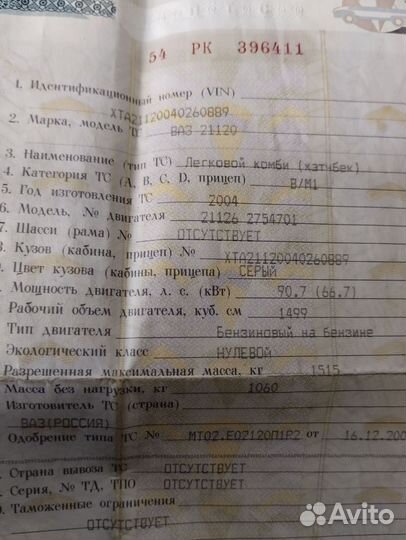 54 РК 396411
1. Идентификационный номер (VIN)
XTA21120040260889
2. Марка, модель ТС ВАЗ 21120
3. Наименование (тип ТС) Легковой комби (хэтчбек)
4. Категория ТС (A, B, C, D, прицеп) B/M1
5. Год изготовления ТС 2004
6. Модель, № двигателя 21126 2754701
7. Шасси (рама) № ОТСУТСТВУЕТ
8. Кузов (кабина, прицеп) № XTA21120040260889
Цвет кузова (кабины, прицепа) СЕРЫЙ
Мощность двигателя, л. с. (кВт) 90.7 (66.7)
Рабочий объем двигателя, куб. см 1499
Тип двигателя Бензиновый на бензине
Экологический класс НУЛЕВОЙ
Разрешенная максимальная масса, кг 1515
Масса без нагрузки, кг 1060
Изготовитель ТС (страна)
ВАЗ(РОССИЯ)
Одобрение типа ТС № МТ02.Е02120П1Р2 от 16.12.200
Страна вывоза ТС ОТСУТСТВУЕТ
Серия, № ТД, ТПО ОТСУТСТВУЕТ
Таможенные ограничения
ОТСУТСТВУЕТ
Avito